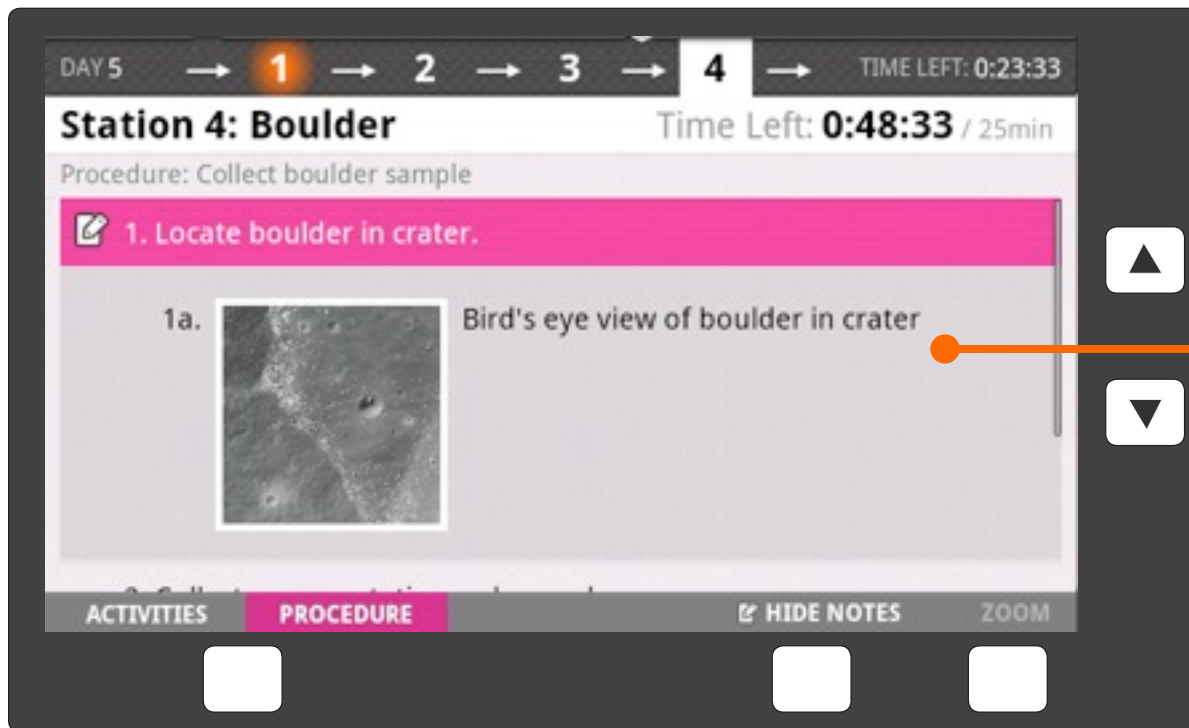 DAY 5 → 1 → 2 → 3 → 4 → TIME LEFT: 0:23:33
Station 4: Boulder Time Left: 0:48:33 / 25min
Procedure: Collect boulder sample
1. Locate boulder in crater.
1a. Bird's eye view of boulder in crater
ACTIVITIES PROCEDURE HIDE NOTES ZOOM